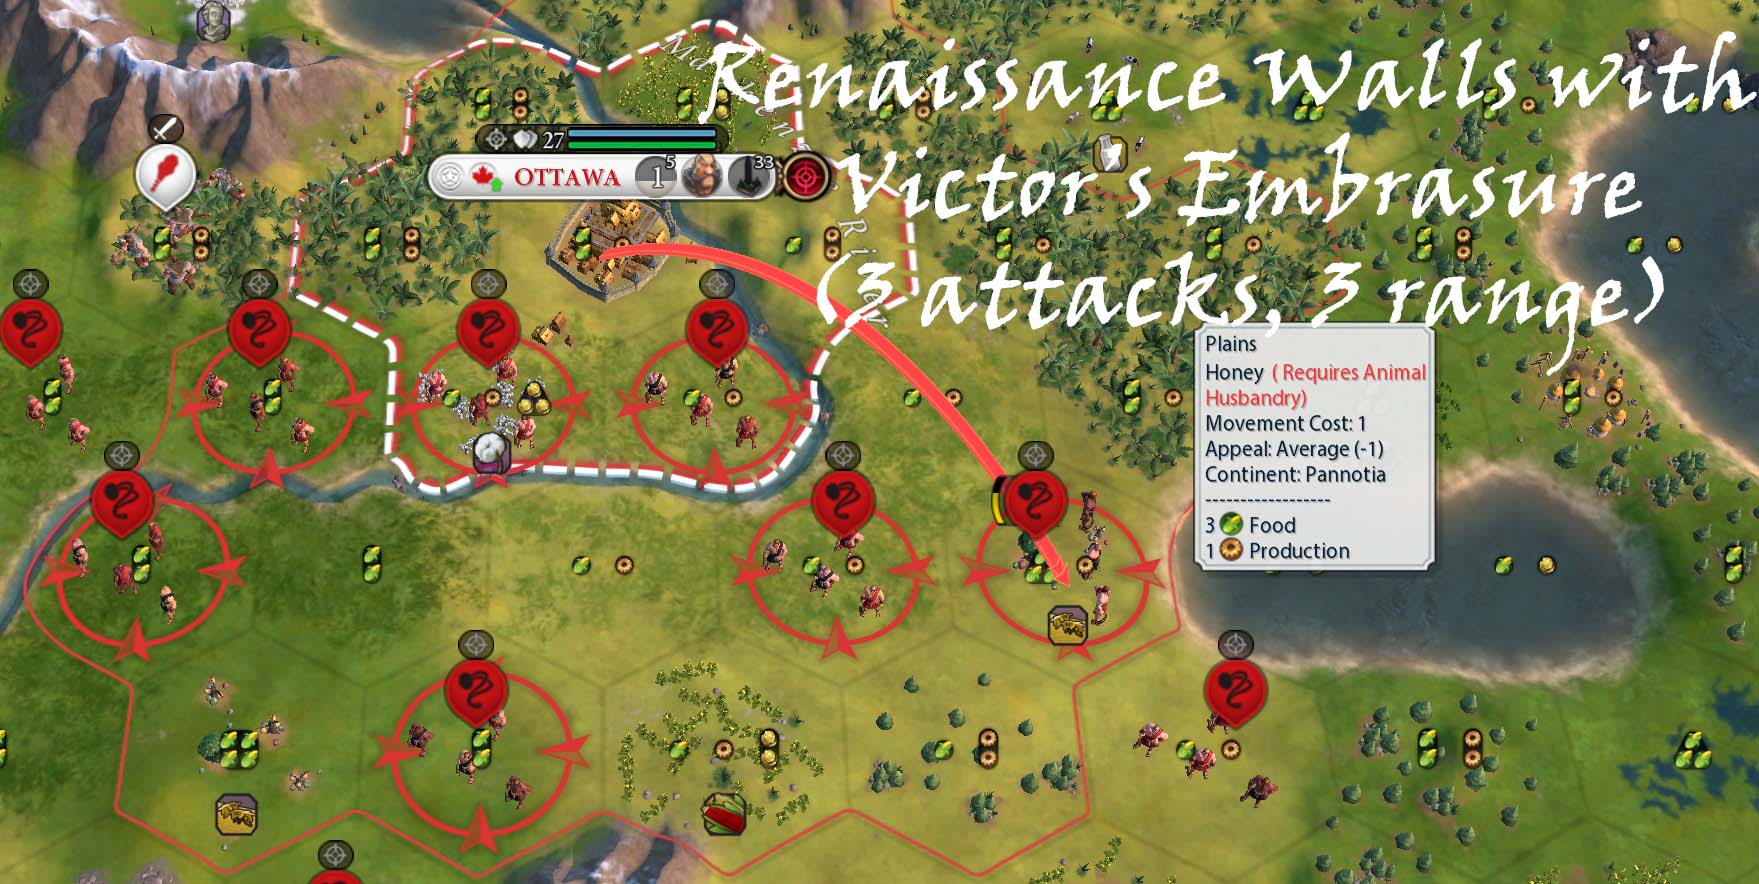 Renaissance Walls with
Victor s Embrasure
(3 attacks, 3 range)
27
OTTAWA 1 5 33
Plains
Honey ( Requires Animal
Husbandry)
Movement Cost: 1
Appeal: Average (-1)
Continent: Pannotia
------------------
3 Food
1 Production
River